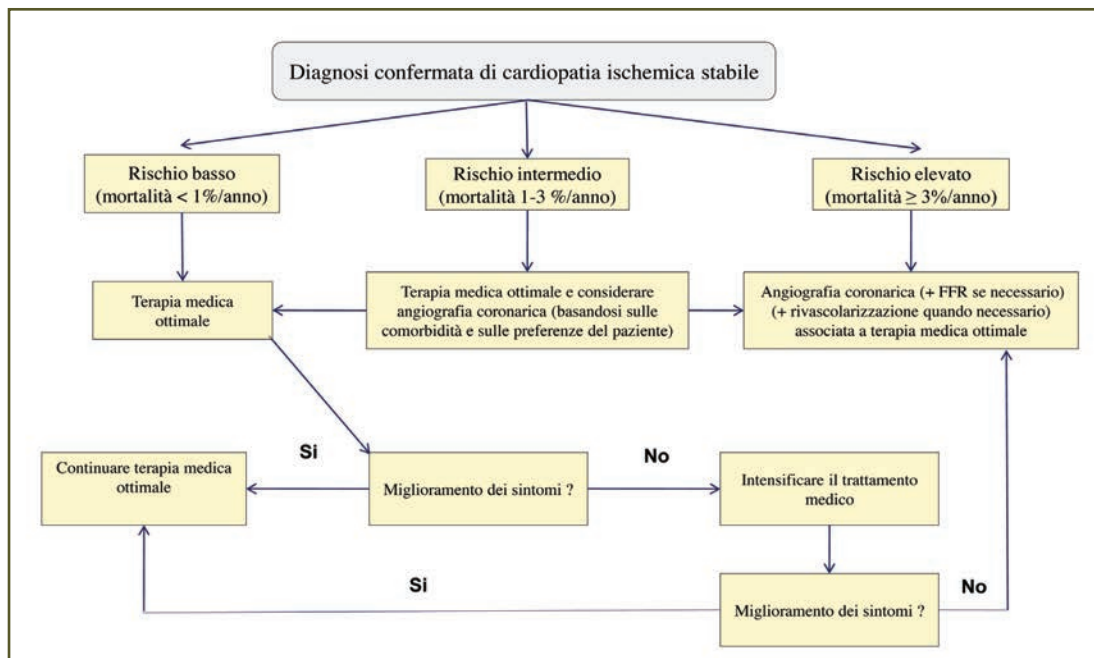 Diagnosi confermata di cardiopatia ischemica stabile
Rischio basso
(mortalità < 1%/anno)
Rischio intermedio
(mortalità 1-3 %/anno)
Rischio elevato
(mortalità ≥ 3%/anno)
Terapia medica
ottimale
Terapia medica ottimale e considerare
angiografia coronarica (basandosi sulle
comorbidità e sulle preferenze del paziente)
Angiografia coronarica (+ FFR se necessario)
(+ rivascolarizzazione quando necessario)
associata a terapia medica ottimale
Si
No
Continuare terapia medica
ottimale
Miglioramento dei sintomi ?
Intensificare il trattamento
medico
Si
No
Miglioramento dei sintomi ?